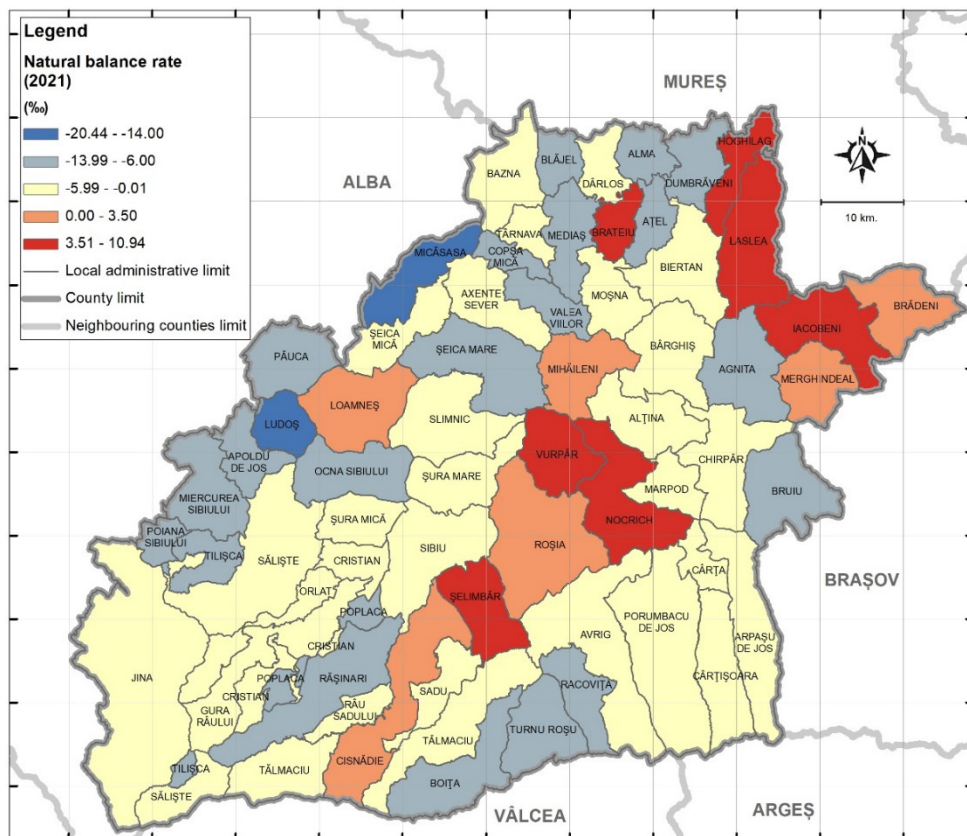 Legend
Natural balance rate
(2021)
(‰)
-20.44 - -14.00
-13.99 - -6.00
-5.99 - -0.01
0.00 - 3.50
3.51 - 10.94
Local administrative limit
County limit
Neighbouring counties limit
MUREȘ
N
10 km.
ALBA
HOGHILAG
BLĂJEL
ALMA
BAZNA
DÂRLOS
DUMBRĂVENI
TÂRNAVA
MEDIAȘ
BRATEIU
AȚEL
LASLEA
MICĂSASA
COPȘA
MICĂ
BIERTAN
AXENTE
SEVER
MOȘNA
BRĂDENI
VALEA
VIILOR
IACOBENI
ȘEICA
MICĂ
ȘEICA MARE
BÂRGHIȘ
PĂUCA
MIHĂILENI
AGNITA
MERGHINDEAL
LOAMNEȘ
SLIMNIC
ALȚINA
LUDOȘ
VURPĂR
CHIRPĂR
APOLDU
DE JOS
OCNA SIBIULUI
ȘURA MARE
MARPOD
BRUIU
MIERCUREA
SIBIULUI
NOCRICH
ȘURA MICĂ
POIANA
SIBIULUI
TILIȘCA
SĂLIȘTE
CRISTIAN
SIBIU
ROȘIA
CÂRȚA
BRAȘOV
ORLAT
ȘELIMBĂR
POPLACA
PORUMBACU
DE JOS
AVRIG
ARPAȘU
DE JOS
CRISTIAN
JINA
POPLACA
RĂȘINARI
RACOVIȚA
CÂRȚIȘOARA
CRISTIAN
SADU
GURA
RÂULUI
RÂU
SADULUI
TURNU ROȘU
TĂLMACIU
CISNĂDIE
TILIȘCA
TĂLMACIU
BOIȚA
SĂLIȘTE
VÂLCEA
ARGEȘ